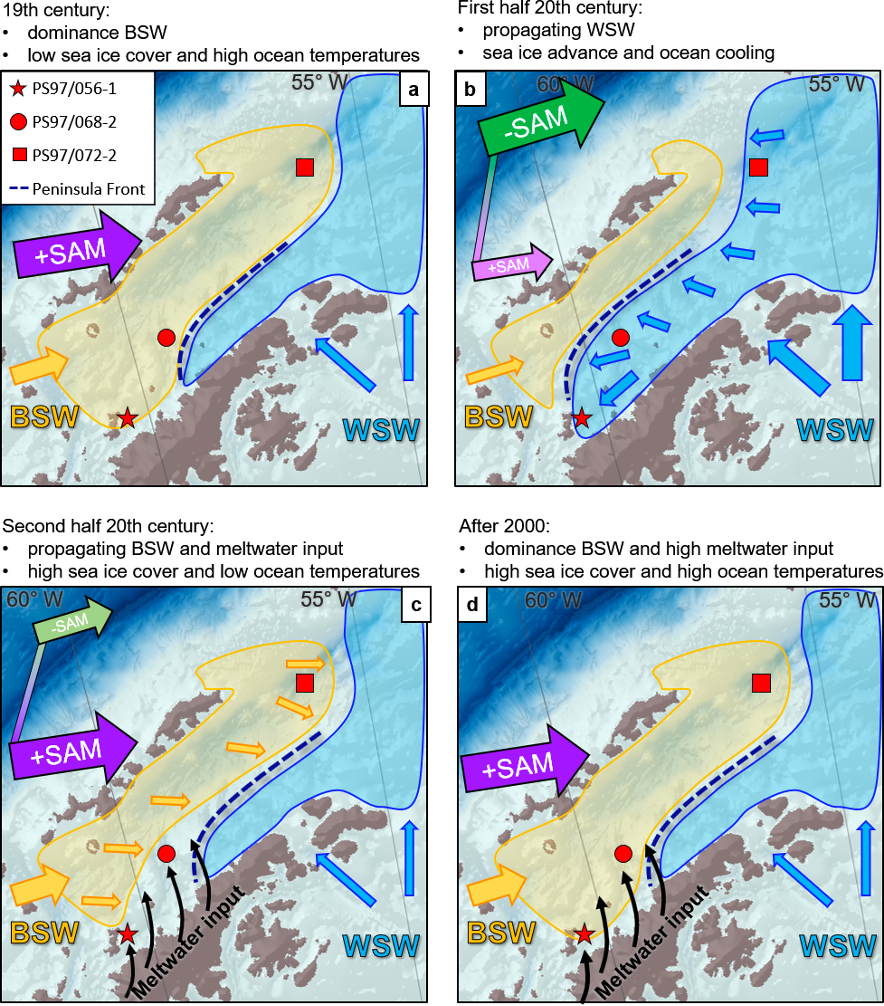 19th century:
• dominance BSW
• low sea ice cover and high ocean temperatures
First half 20th century:
• propagating WSW
• sea ice advance and ocean cooling
55° W
a
PS97/056-1
PS97/068-2
PS97/072-2
Peninsula Front
+SAM
BSW
WSW
60° W
55° W
b
-SAM
+SAM
BSW
WSW
Second half 20th century:
• propagating BSW and meltwater input
• high sea ice cover and low ocean temperatures
After 2000:
• dominance BSW and high meltwater input
• high sea ice cover and high ocean temperatures
60° W
55° W
c
-SAM
+SAM
BSW
Meltwater input
WSW
d
60° W
55° W
+SAM
BSW
Meltwater input
WSW